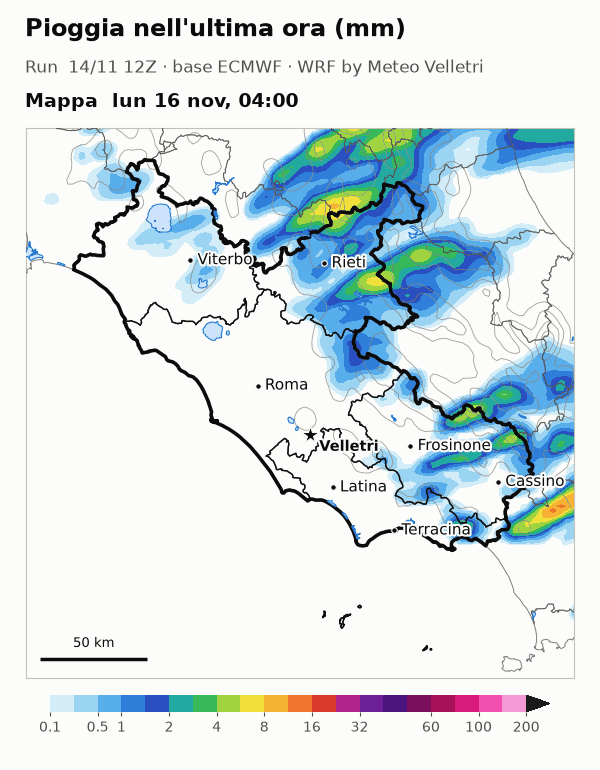 Pioggia nell'ultima ora (mm)
Run 14/11 12Z · base ECMWF · WRF by Meteo Velletri
Mappa lun 16 nov, 04:00
Viterbo
Rieti
Roma
Velletri
Frosinone
Latina
Cassino
Terracina
50 km
0.1 0.5 1 2 4 8 16 32 60 100 200